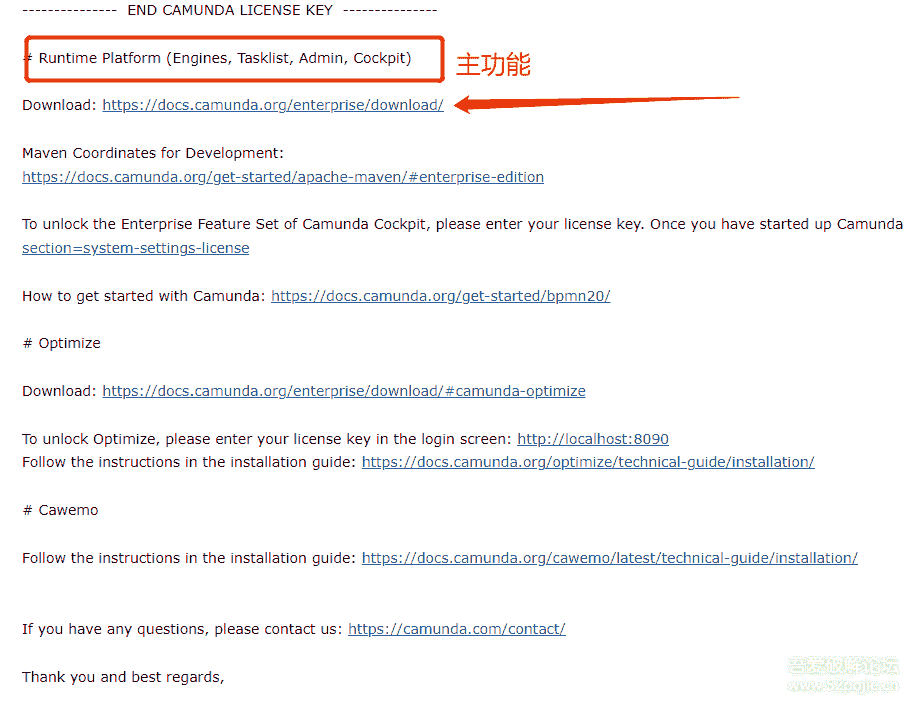 --------------- END CAMUNDA LICENSE KEY ---------------
# Runtime Platform (Engines, Tasklist, Admin, Cockpit)
主功能
Download: https://docs.camunda.org/enterprise/download/
Maven Coordinates for Development:
https://docs.camunda.org/get-started/apache-maven/#enterprise-edition
To unlock the Enterprise Feature Set of Camunda Cockpit, please enter your license key. Once you have started up Camunda
section=system-settings-license
How to get started with Camunda: https://docs.camunda.org/get-started/bpmn20/
# Optimize
Download: https://docs.camunda.org/enterprise/download/#camunda-optimize
To unlock Optimize, please enter your license key in the login screen: http://localhost:8090
Follow the instructions in the installation guide: https://docs.camunda.org/optimize/technical-guide/installation/
# Cawemo
Follow the instructions in the installation guide: https://docs.camunda.org/cawemo/latest/technical-guide/installation/
If you have any questions, please contact us: https://camunda.com/contact/
Thank you and best regards,
吾爱破解论坛
www.52pojie.cn